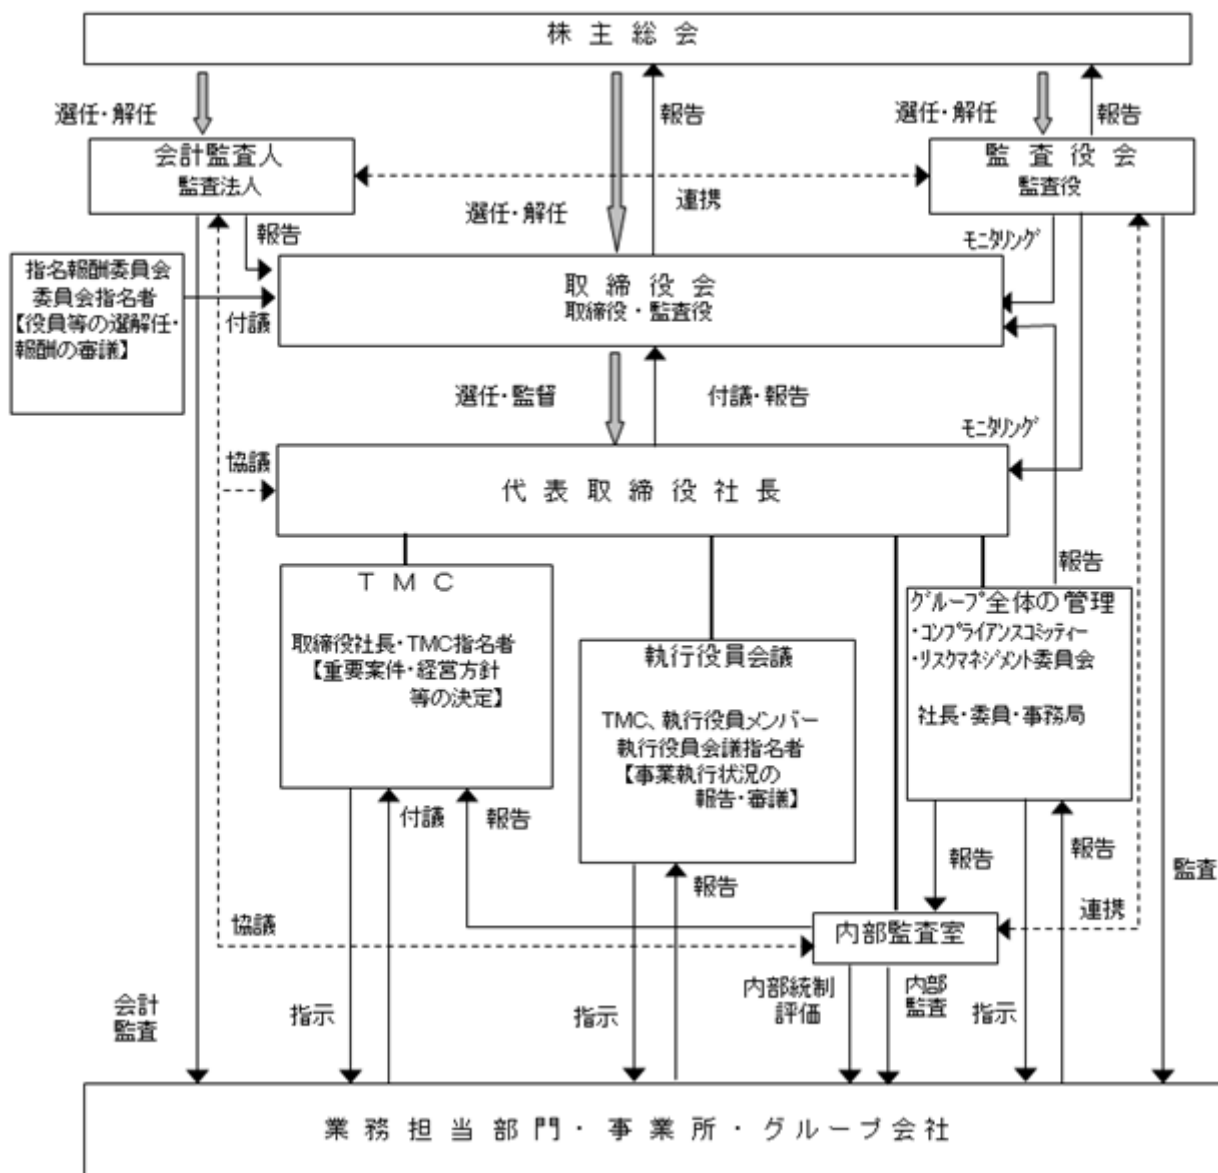 株主総会
選任・解任
報告
選任・解任
報告
会計監査人
監査法人
監査役会
監査役
連携
選任・解任
報告
モニタリング
指名報酬委員会
委員会指名者
【役員等の選解任・
報酬の審議】
付議
取締役会
取締役・監査役
選任・監督
付議・報告
モニタリング
協議
代表取締役社長
報告
TMC
取締役社長・TMC指名者
【重要案件・経営方針
等の決定】
執行役員会議
TMC、執行役員メンバー
執行役員会議指名者
【事業執行状況の
報告・審議】
グループ全体の管理
・コンプライアンスコミッティー
・リスクマネジメント委員会
社長・委員・事務局
付議
報告
報告
報告
報告
監査
協議
内部監査室
連携
会計
監査
指示
指示
内部統制
評価
内部
監査
指示
業務担当部門・事業所・グループ会社